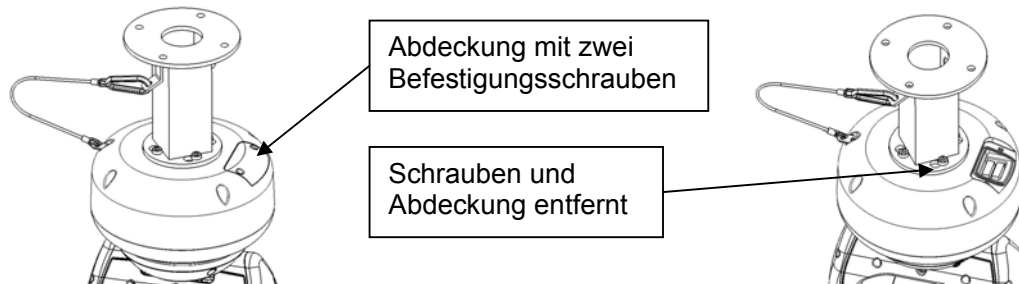 Abdeckung mit zwei
Befestigungsschrauben
Schrauben und
Abdeckung entfernt